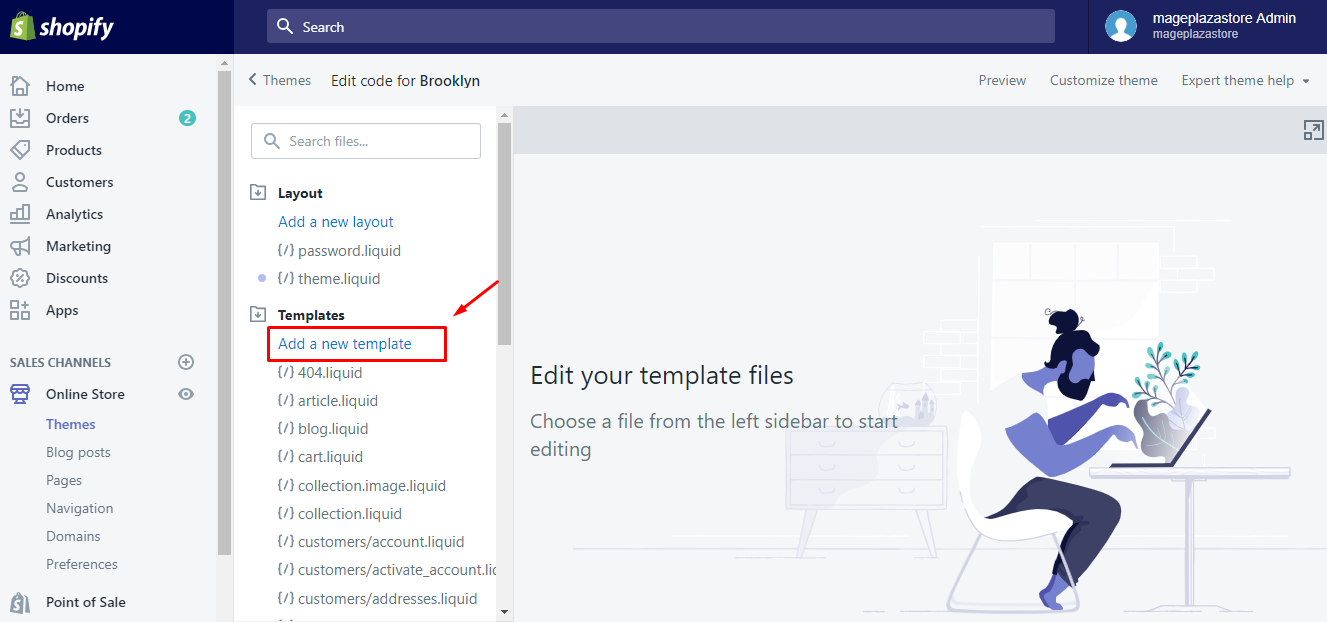 shopify
Search
mageplazastore Admin
mageplazastore
Home
Orders
2
Products
Customers
Analytics
Marketing
Discounts
Apps
SALES CHANNELS
Online Store
Themes
Blog posts
Pages
Navigation
Domains
Preferences
Point of Sale
Themes
Edit code for Brooklyn
Preview
Customize theme
Expert theme help
Search files...
Layout
Add a new layout
{/} password.liquid
{/} theme.liquid
Templates
Add a new template
{/} 404.liquid
{/} article.liquid
{/} blog.liquid
{/} cart.liquid
{/} collection.image.liquid
{/} collection.liquid
{/} customers/account.liquid
{/} customers/activate_account.lic
{/} customers/addresses.liquid
Edit your template files
Choose a file from the left sidebar to start
editing